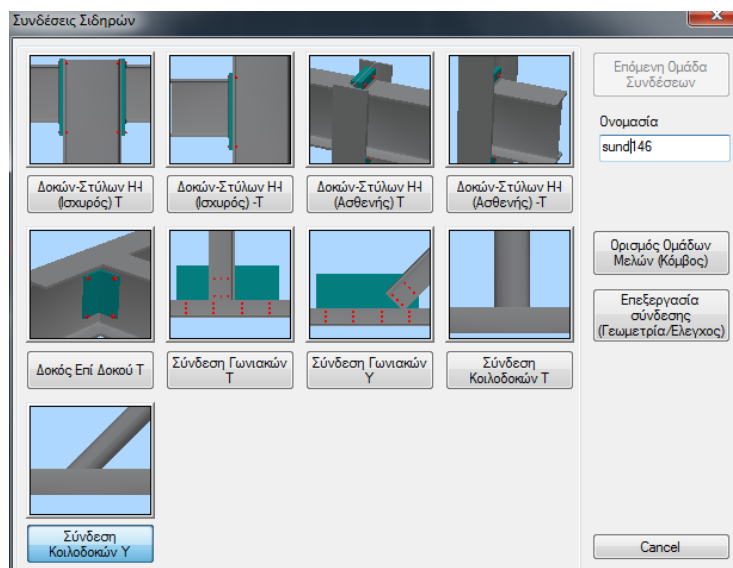 Συνδέσεις Σιδηρών
Δοκών-Στύλων Η-Ι
(Ισχυρός) Τ
Δοκών-Στύλων Η-Ι
(Ισχυρός) -Τ
Δοκών-Στύλων Η-Ι
(Ασθενής) Τ
Δοκών-Στύλων Η-Ι
(Ασθενής) -Τ
Δοκός Επί Δοκού Τ
Σύνδεση Γωνιακών
Τ
Σύνδεση Γωνιακών
Υ
Σύνδεση
Κοιλοδοκών Τ
Σύνδεση
Κοιλοδοκών Υ
Επόμενη Ομάδα
Συνδέσεων
Ονομασία
sund146
Ορισμός Ομάδων
Μελών (Κόμβος)
Επεξεργασία
σύνδεσης
(Γεωμετρία/Ελεγχος)
Cancel